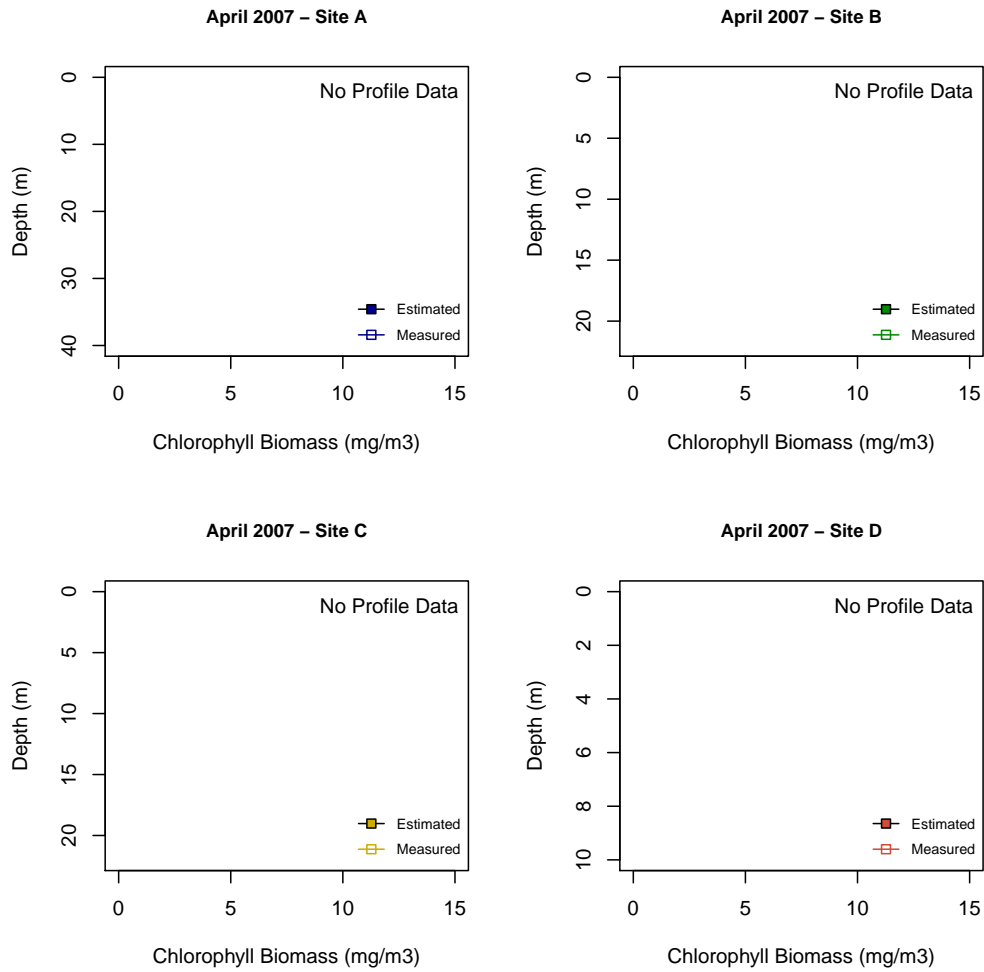 April 2007 – Site A
No Profile Data
0
10
20
30
40
Depth (m)
Estimated
Measured
0 5 10 15
Chlorophyll Biomass (mg/m3)
April 2007 – Site B
No Profile Data
0
5
10
15
20
Depth (m)
Estimated
Measured
0 5 10 15
Chlorophyll Biomass (mg/m3)
April 2007 – Site C
No Profile Data
0
5
10
15
20
Depth (m)
Estimated
Measured
0 5 10 15
Chlorophyll Biomass (mg/m3)
April 2007 – Site D
No Profile Data
0
2
4
6
8
10
Depth (m)
Estimated
Measured
0 5 10 15
Chlorophyll Biomass (mg/m3)